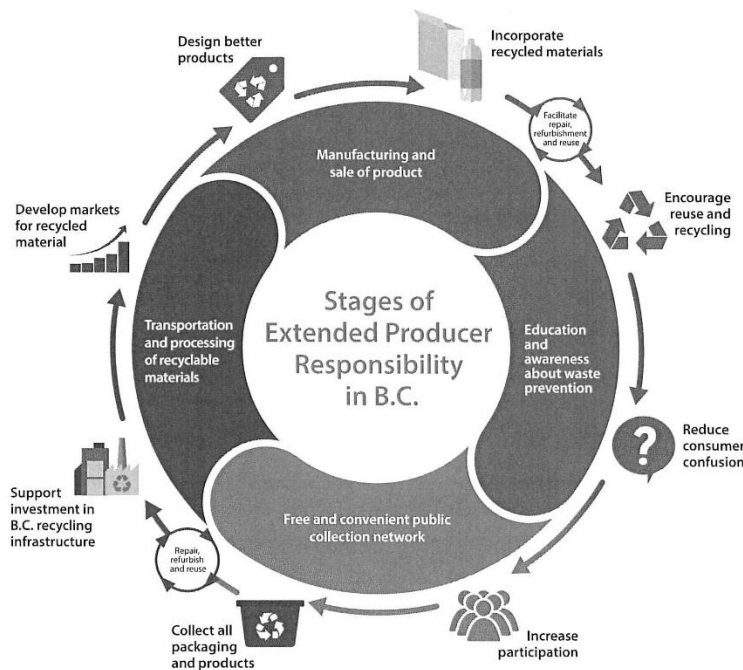 Design better
products
Incorporate
recycled materials
Facilitate
repair,
refurbishment
and reuse
Encourage
reuse and
recycling
Reduce
consumer
confusion
Increase
participation
Collect all
packaging
and products
Repair,
refurbish
and reuse
Support
investment in
B.C. recycling
infrastructure
Develop markets
for recycled
material
Manufacturing and
sale of product
Education
and
awareness
about waste
prevention
Free and convenient public
collection network
Transportation
and processing
of recyclable
materials
Stages of
Extended Producer
Responsibility
in B.C.
?